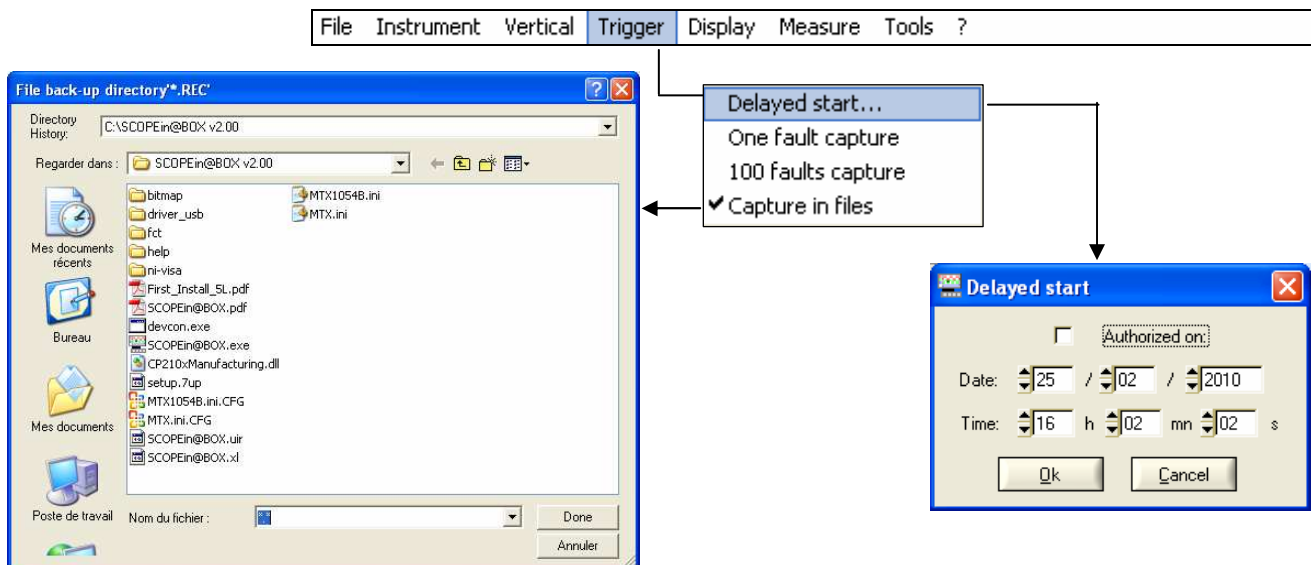 File Instrument Vertical Trigger Display Measure Tools ?
Delayed start...
One fault capture
100 faults capture
Capture in files
File back-up directory'*.REC'
Directory
History:
C:\SCOPEin@BOX v2.00
Regarder dans :
SCOPEin@BOX v2.00
Mes documents
récents
Bureau
Mes documents
Poste de travail
bitmap
driver_usb
fct
help
ni-visa
First_Install_SL.pdf
SCOPEin@BOX.pdf
devcon.exe
SCOPEin@BOX.exe
CP210xManufacturing.dll
setup.7up
MTX1054B.ini.CFG
MTX.ini.CFG
SCOPEin@BOX.uir
SCOPEin@BOX.xl
MTX1054B.ini
MTX.ini
Nom du fichier :
Done
Annuler
Delayed start
Authorized on:
Date: 25 / 02 / 2010
Time: 16 h 02 mn 02 s
Ok Cancel